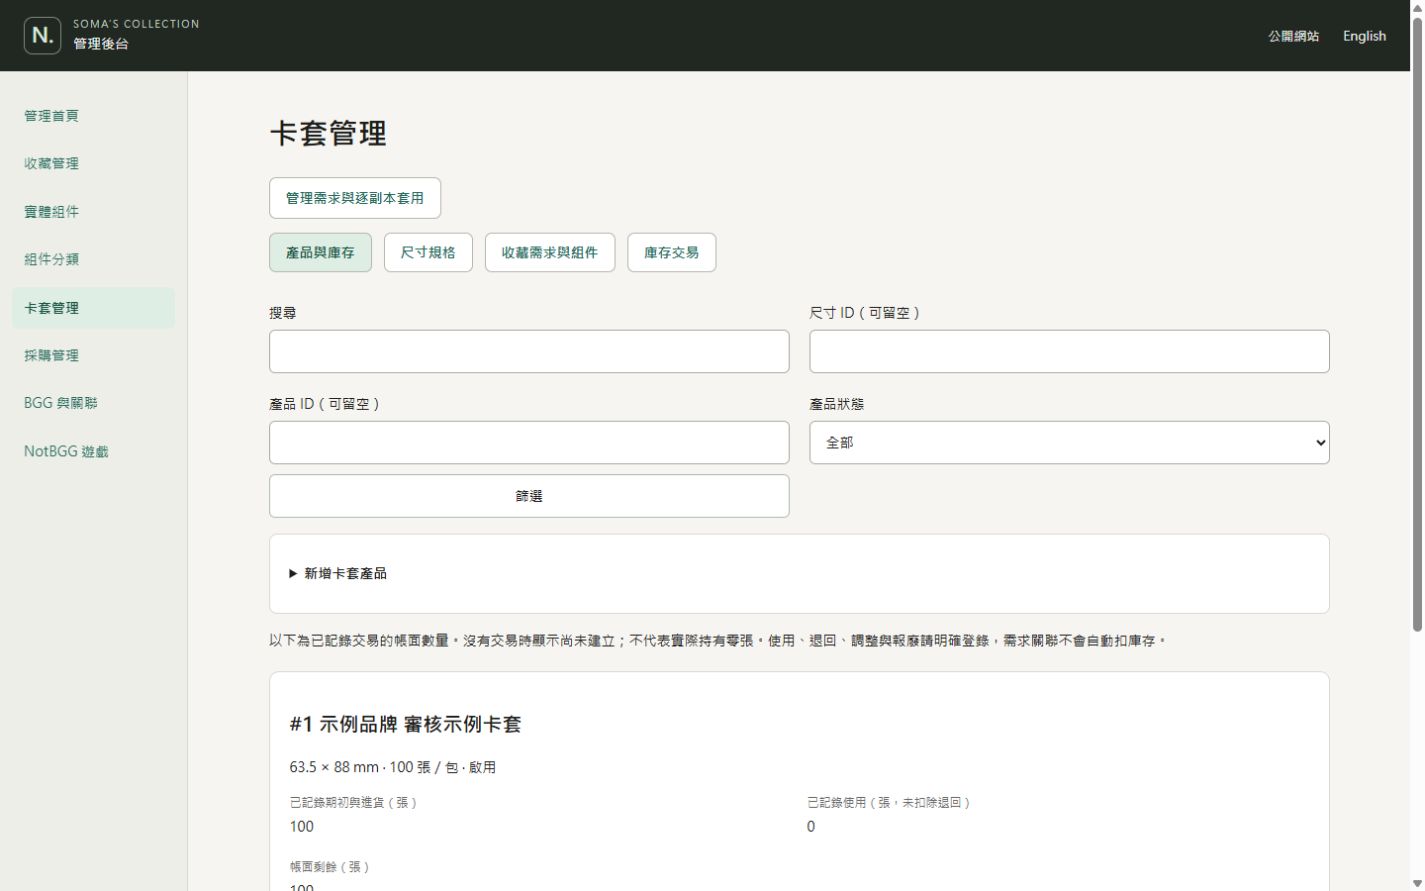 N.
SOMA'S COLLECTION
管理後台
公開網站
English
管理首頁
收藏管理
實體組件
組件分類
卡套管理
採購管理
BGG 與關聯
NotBGG 遊戲
卡套管理
管理需求與逐副本套用
產品與庫存
尺寸規格
收藏需求與組件
庫存交易
搜尋
尺寸 ID（可留空）
產品 ID（可留空）
產品狀態
全部
篩選
▶ 新增卡套產品
以下為已記錄交易的帳面數量。沒有交易時顯示尚未建立；不代表實際持有零張。使用、退回、調整與報廢請明確登錄，需求關聯不會自動扣庫存。
#1 示例品牌 審核示例卡套
63.5 × 88 mm · 100 張 / 包 · 啟用
已記錄期初與進貨（張）
100
已記錄使用（張，未扣除退回）
0
帳面剩餘（張）
100